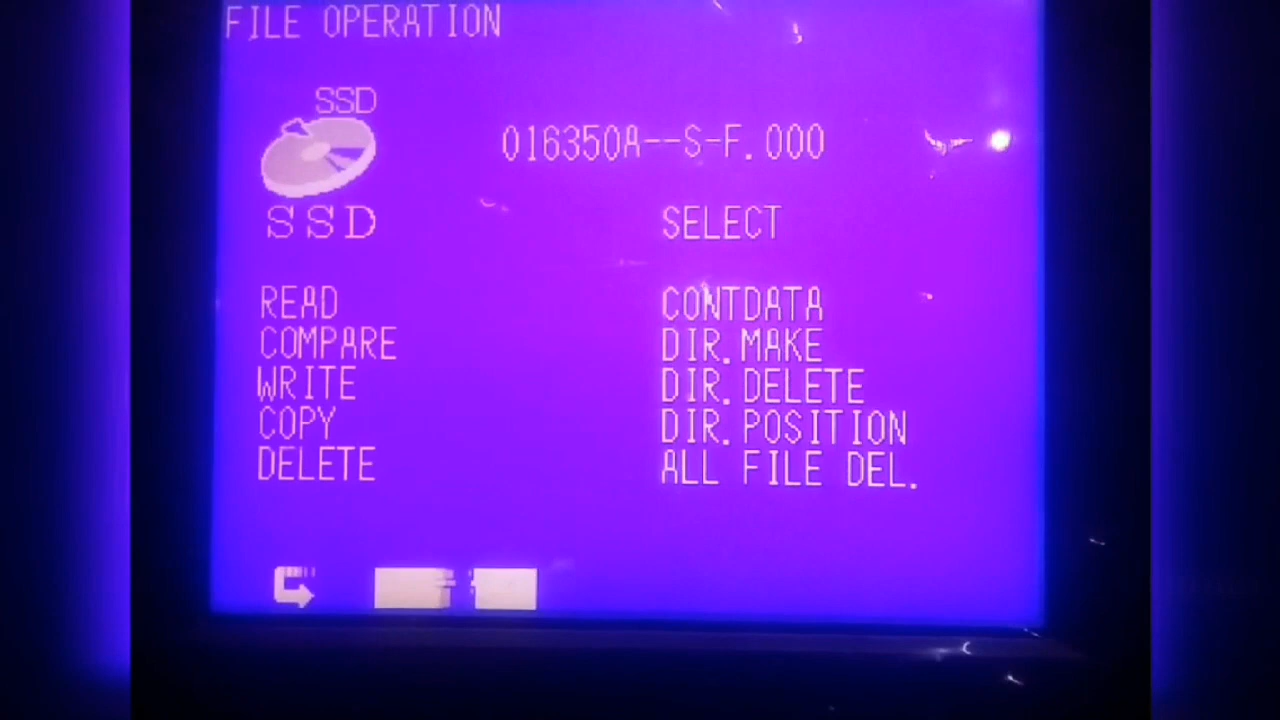 FILE OPERATION
SSD
016350A--S-F.000
SSD
SELECT
READ
COMPARE
WRITE
COPY
DELETE
CONTDATA
DIR.MAKE
DIR.DELETE
DIR.POSITION
ALL FILE DEL.